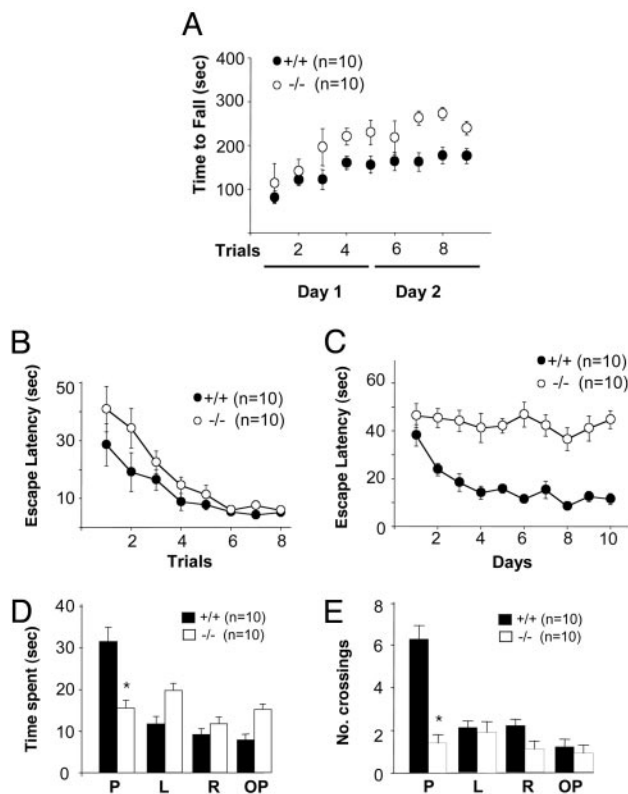 A
+/+ (n=10)
-/- (n=10)
Time to Fall (sec)
400
300
200
100
Trials
2 4 6 8
Day 1 Day 2
B
+/+ (n=10)
-/- (n=10)
Escape Latency (sec)
50
30
10
2 4 6 8
Trials
C
+/+ (n=10)
-/- (n=10)
Escape Latency (sec)
60
40
20
0
2 4 6 8 10
Days
D
+/+ (n=10)
-/- (n=10)
Time spent (sec)
40
30
20
10
0
*
P L R OP
E
+/+ (n=10)
-/- (n=10)
No. crossings
8
6
4
2
0
*
P L R OP